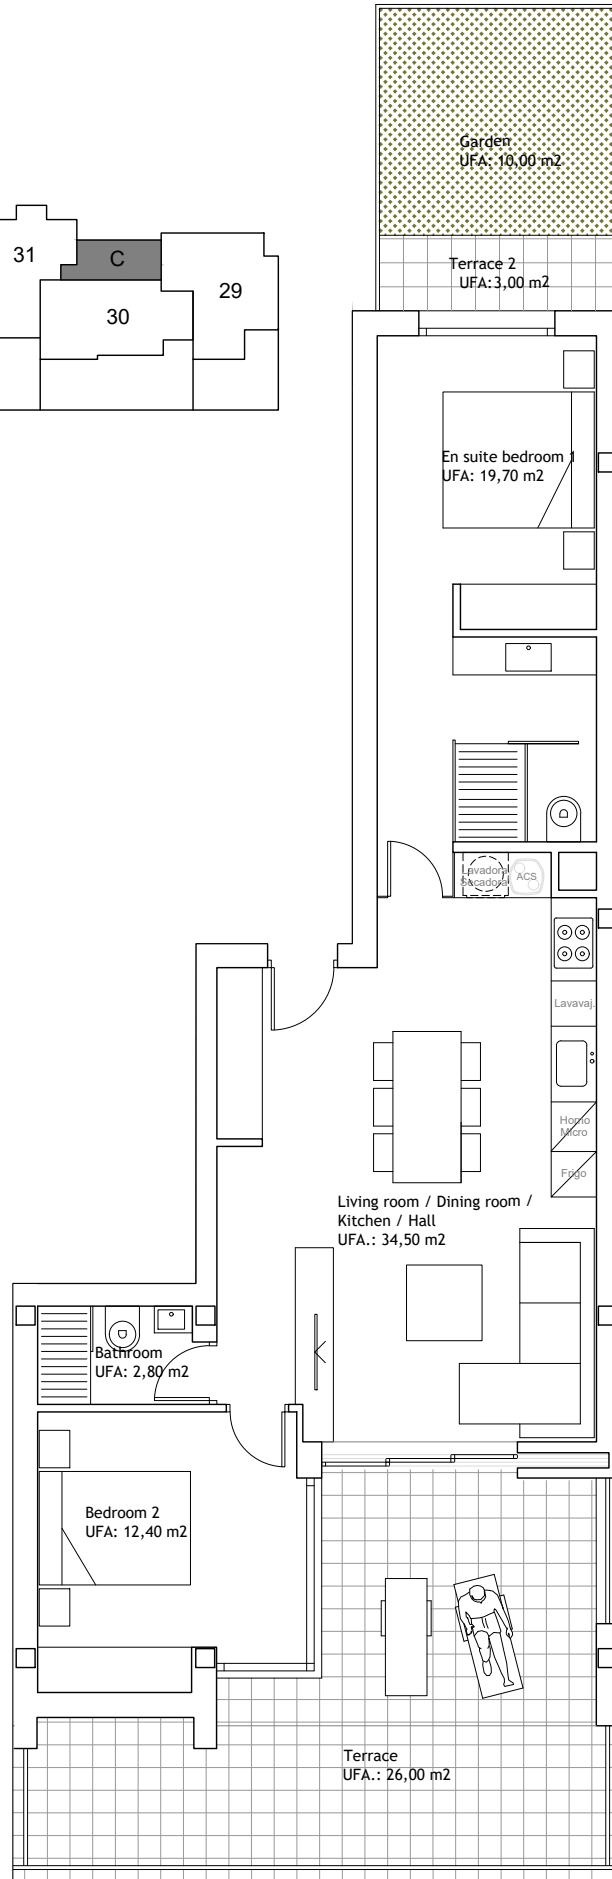 Garden
UFA: 10,00 m2
Terrace 2
UFA:3,00 m2
31
C
29
30
En suite bedroom 1
UFA: 19,70 m2
Lavadora
Secadora
ACS
Lavavaj.
Horno
Micro
Frigo
Living room / Dining room /
Kitchen / Hall
UFA.: 34,50 m2
Bathroom
UFA: 2,80 m2
Bedroom 2
UFA: 12,40 m2
Terrace
UFA.: 26,00 m2